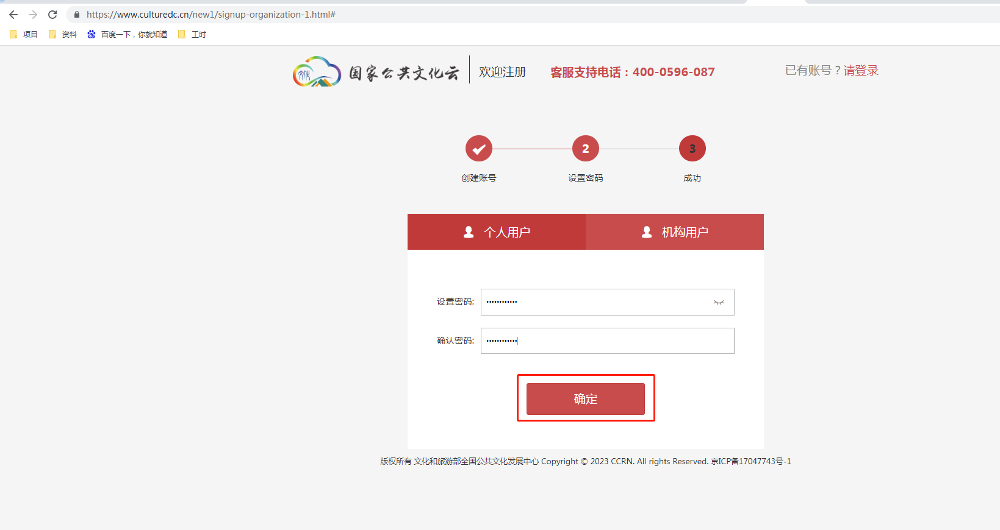 https://www.culturedc.cn/new1/signup-organization-1.html#
项目 资料 百度一下，你就知道 工时
文化 国家公共文化云 欢迎注册 客服支持电话：400-0596-087 已有账号？请登录
2 3
创建账号 设置密码 成功
个人用户 机构用户
设置密码: ••••••••••••
确认密码: ••••••••••••
确定
版权所有 文化和旅游部全国公共文化发展中心 Copyright © 2023 CCRN. All rights Reserved. 京ICP备17047743号-1